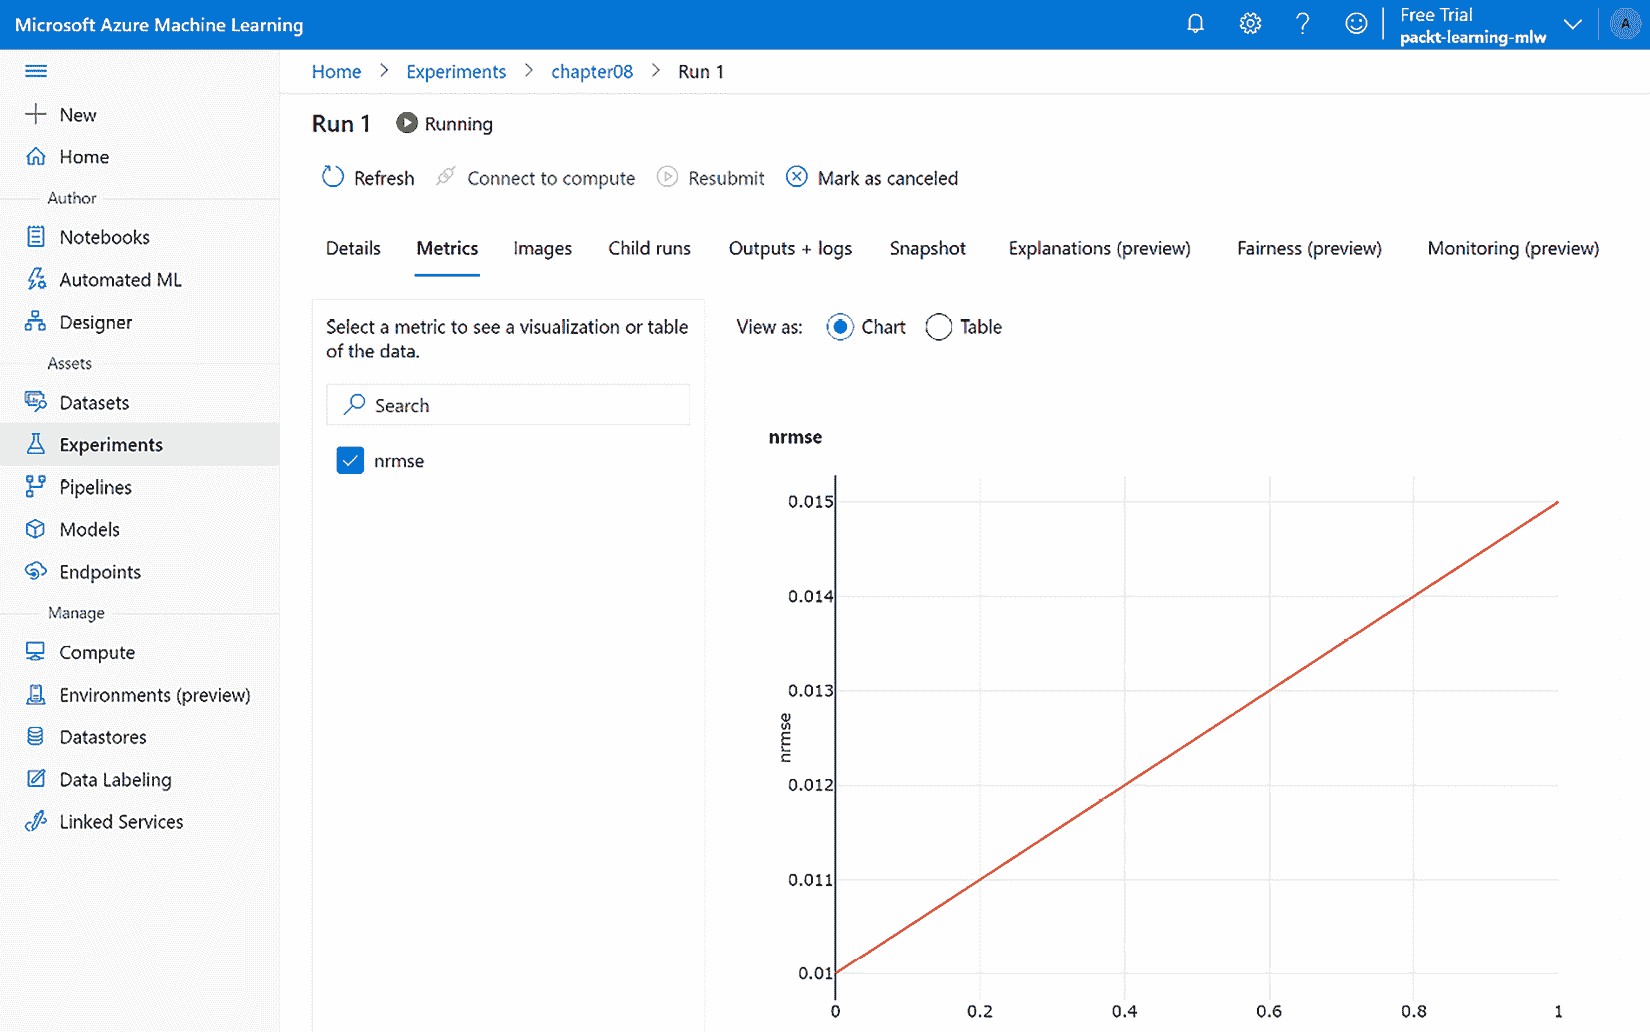 Microsoft Azure Machine Learning
Free Trial
packt-learning-mlw
A
New
Home
Author
Notebooks
Automated ML
Designer
Assets
Datasets
Experiments
Pipelines
Models
Endpoints
Manage
Compute
Environments (preview)
Datastores
Data Labeling
Linked Services
Home > Experiments > chapter08 > Run 1
Run 1 Running
Refresh Connect to compute Resubmit Mark as canceled
Details Metrics Images Child runs Outputs + logs Snapshot Explanations (preview) Fairness (preview) Monitoring (preview)
Select a metric to see a visualization or table
of the data.
Search
nrmse
View as: Chart Table
nrmse
0.015
0.014
0.013
0.012
0.011
0.01
nrmse
0 0.2 0.4 0.6 0.8 1